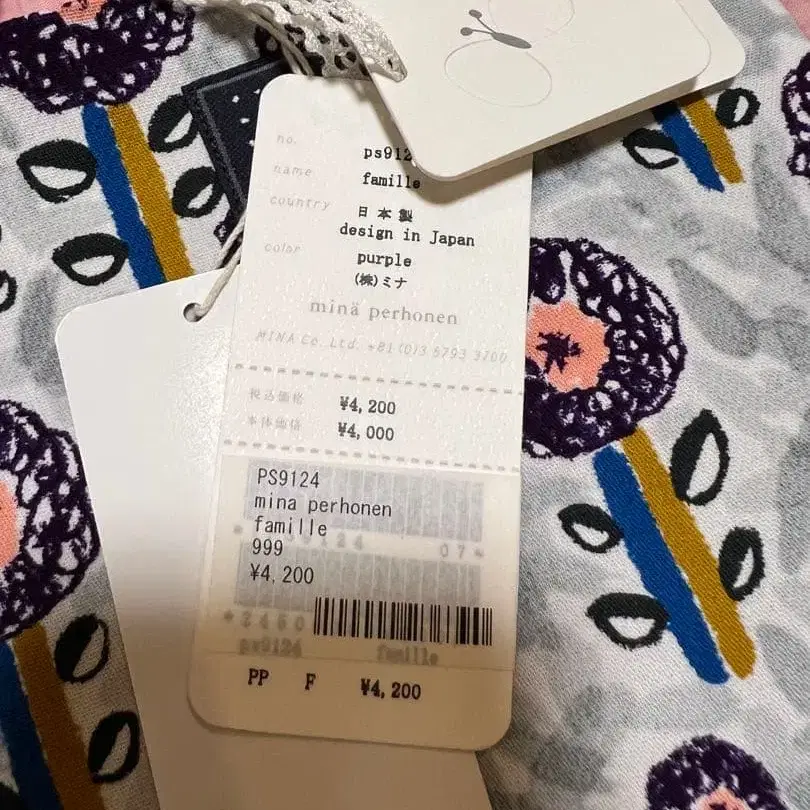 no. ps912
name famille
country 日本製
design in Japan
color purple
(株)ミナ
minä perhonen
MINA Co. Ltd. +81(0)3 5793 3700
税込価格 ¥4,200
本体価格 ¥4,000
PS9124
mina perhonen
famille
999
¥4,200
ps9124 famille
PP F ¥4,200